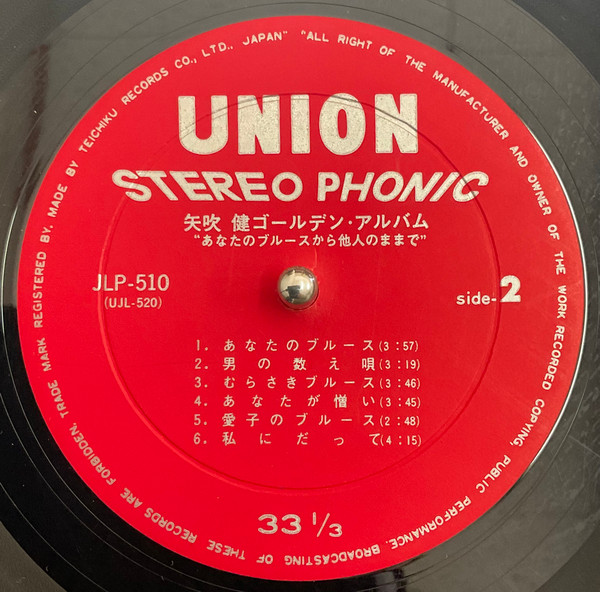 TRADE MARK REGISTERED BY. MADE BY TEICHIKU RECORDS CO., LTD., JAPAN" "ALL RIGHT OF THE MANUFACTURER AND OWNER OF THE WORK RECORDED COPYING, PUBLIC PERFORMANCE, BROADCASTING OF THESE RECORDS ARE FORBIDDEN.
UNION
STEREO PHONIC
矢吹 健ゴールデン・アルバム
"あなたのブルースから他人のままで"
JLP-510
(UJL-520)
side-2
1. あなたのブルース(3:57)
2. 男の数え唄(3:19)
3. むらさきブルース(3:46)
4. あなたが憎い(3:45)
5. 愛子のブルース(2:48)
6. 私にだって(4:15)
33 1/3